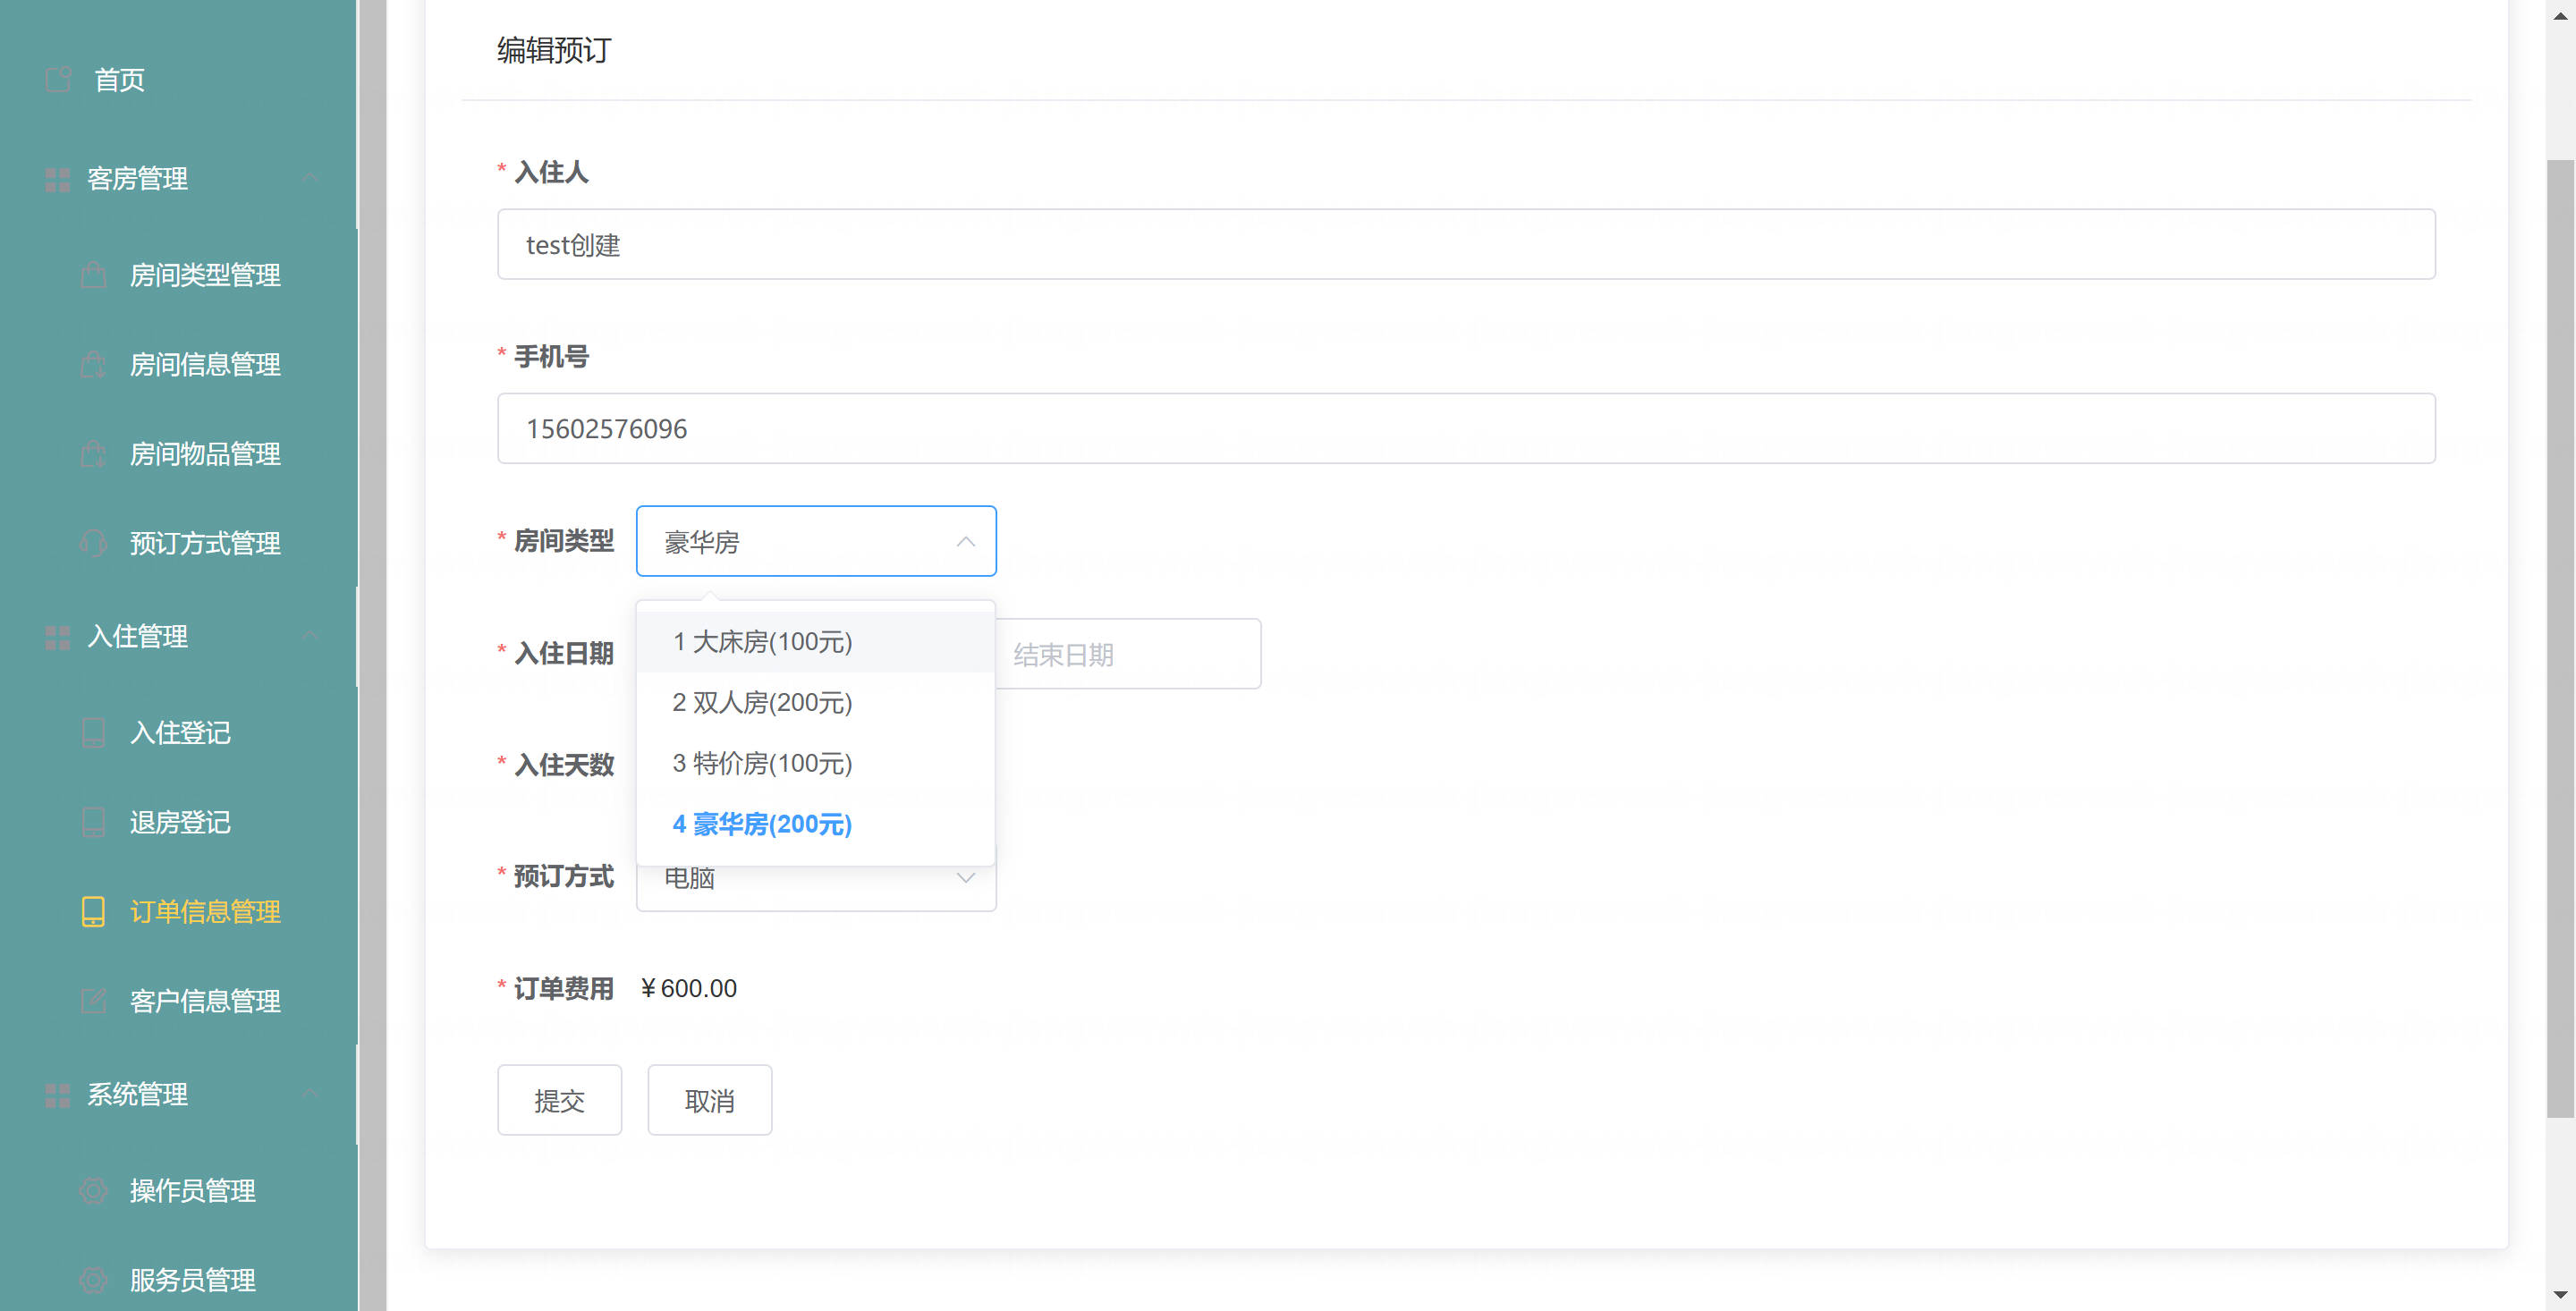 首页
客房管理
房间类型管理
房间信息管理
房间物品管理
预订方式管理
入住管理
入住登记
退房登记
订单信息管理
客户信息管理
系统管理
操作员管理
服务员管理
编辑预订
* 入住人
test创建
* 手机号
15602576096
* 房间类型 豪华房
1 大床房(100元)
2 双人房(200元)
3 特价房(100元)
4 豪华房(200元)
* 入住日期 结束日期
* 入住天数
* 预订方式 电脑
* 订单费用 ¥600.00
提交 取消